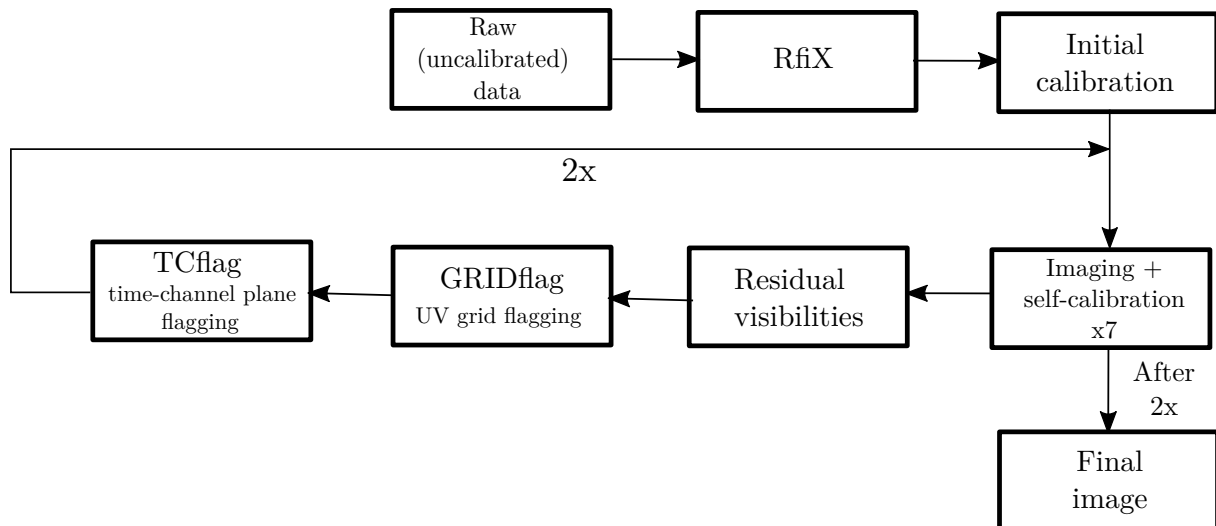 Raw
(uncalibrated)
data
RfiX
Initial
calibration
2x
TCflag
time-channel plane
flagging
GRIDflag
UV grid flagging
Residual
visibilities
Imaging +
self-calibration
x7
After
2x
Final
image